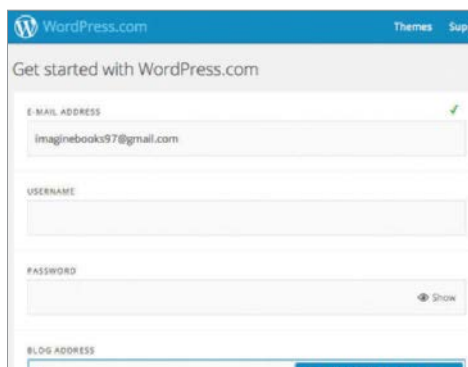 WordPress.com
Themes Sup
Get started with WordPress.com
E-MAIL ADDRESS
imaginebooks97@gmail.com
USERNAME
PASSWORD
Show
BLOG ADDRESS